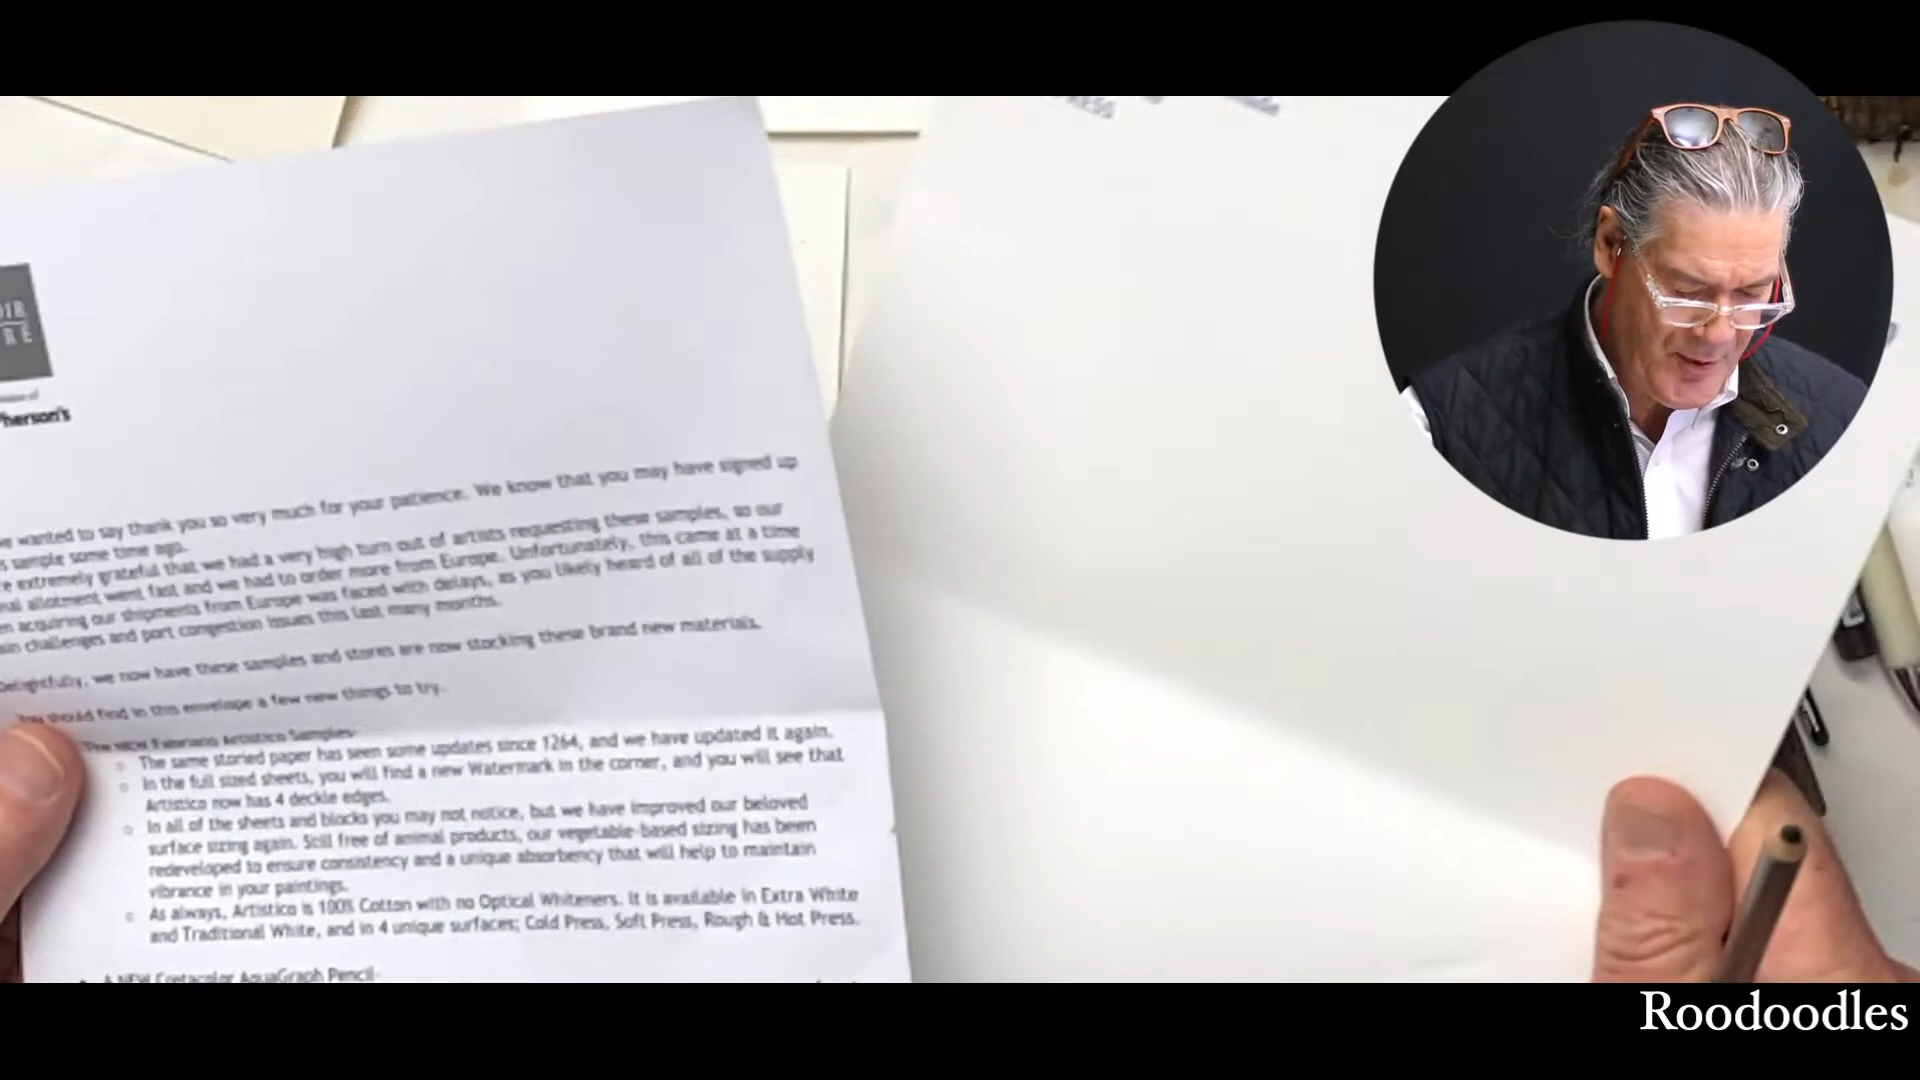 herson's
wanted to say thank you so very much for your patience. We know that you may have signed up
sample some time ago.
extremely grateful that we had a very high turn out of artists requesting these samples, so our
allotment went fast and we had to order more from Europe. Unfortunately, this came at a time
acquiring our shipments from Europe was faced with delays, as you likely heard of all of the supply
challenges and port congestion issues this last many months.
Delightfully, we now have these samples and stores are now stocking these brand new materials.
You should find in this envelope a few new things to try.
The NEW Fabriano Artistico Samples-
The same storied paper has seen some updates since 1264, and we have updated it again.
In the full sized sheets, you will find a new Watermark in the corner, and you will see that
Artistico now has 4 deckle edges.
In all of the sheets and blocks you may not notice, but we have improved our beloved
surface sizing again. Still free of animal products, our vegetable-based sizing has been
redeveloped to ensure consistency and a unique absorbency that will help to maintain
vibrance in your paintings.
As always, Artistico is 100% Cotton with no Optical Whiteners. It is available in Extra White
and Traditional White, and in 4 unique surfaces; Cold Press, Soft Press, Rough & Hot Press.
A NEW Cretacolor AquaGraph Pencil-
Roodoodles